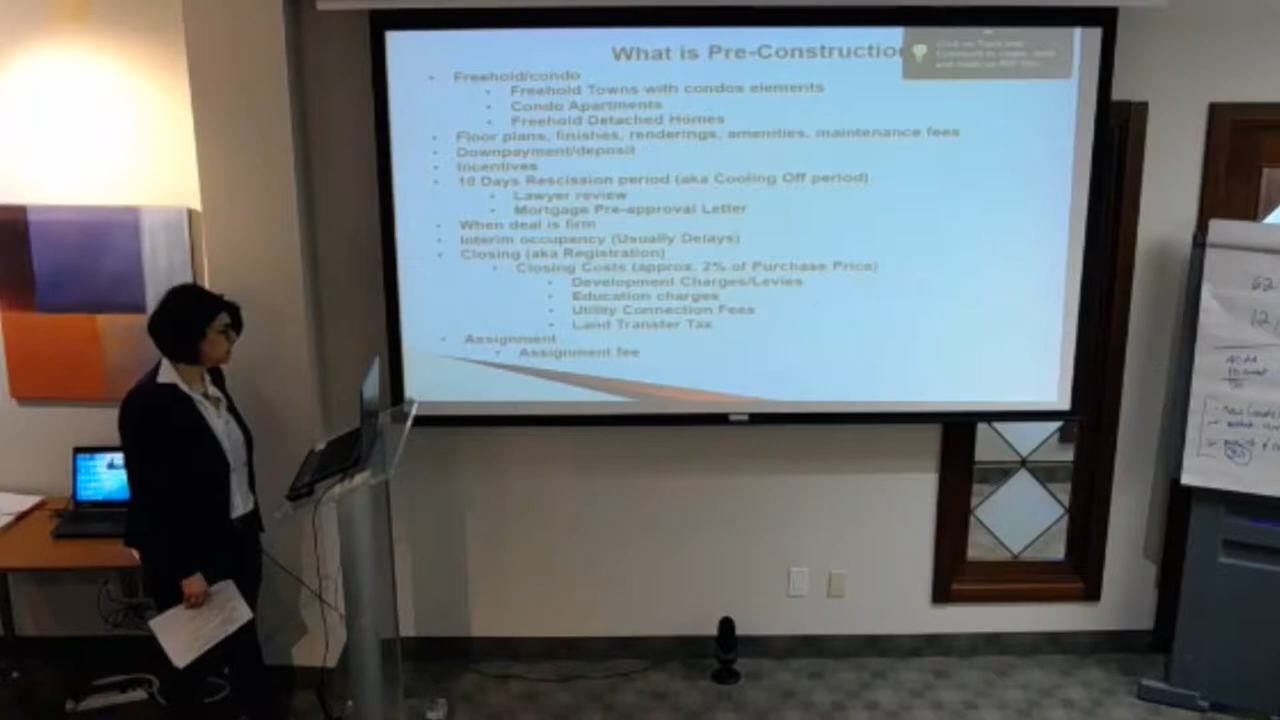 What is Pre-Construction
Freehold/condo
Freehold Towns with condos elements
Condo Apartments
Freehold Detached Homes
Floor plans, finishes, renderings, amenities, maintenance fees
Downpayment/deposit
Incentives
10 Days Rescission period (aka Cooling Off period)
Lawyer review
Mortgage Pre-approval Letter
When deal is firm
Interim occupancy (Usually Delays)
Closing (aka Registration)
Closing Costs (approx. 2% of Purchase Price)
Development Charges/Levies
Education charges
Utility Connection Fees
Land Transfer Tax
Assignment
Assignment fee
62
12